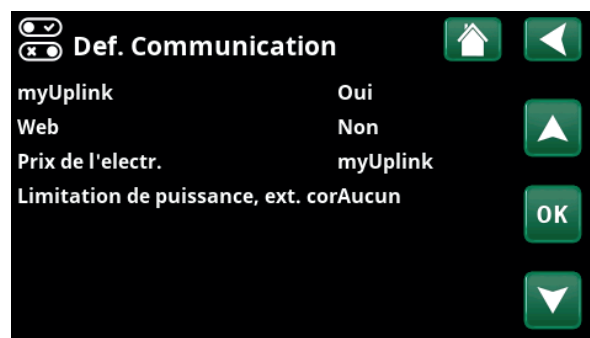 Def. Communication
myUplink Oui
Web Non
Prix de l'electr. myUplink
Limitation de puissance, ext. corAucun
OK